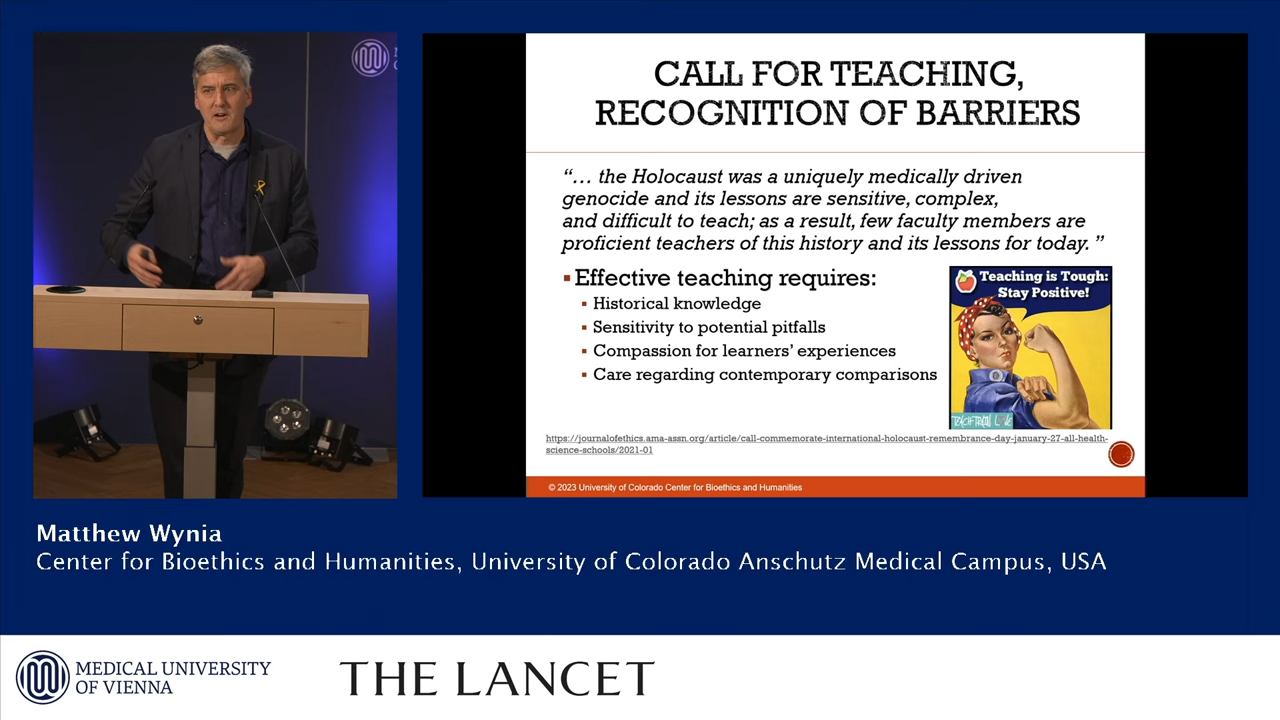 CALL FOR TEACHING,
RECOGNITION OF BARRIERS
“… the Holocaust was a uniquely medically driven
genocide and its lessons are sensitive, complex,
and difficult to teach; as a result, few faculty members are
proficient teachers of this history and its lessons for today. ”
Effective teaching requires:
Historical knowledge
Sensitivity to potential pitfalls
Compassion for learners’ experiences
Care regarding contemporary comparisons
Teaching is Tough:
Stay Positive!
https://journalofethics.ama-assn.org/article/call-commemorate-international-holocaust-remembrance-day-january-27-all-health-
science-schools/2021-01
© 2023 University of Colorado Center for Bioethics and Humanities
Matthew Wynia
Center for Bioethics and Humanities, University of Colorado Anschutz Medical Campus, USA
MEDICAL UNIVERSITY
OF VIENNA
THE LANCET